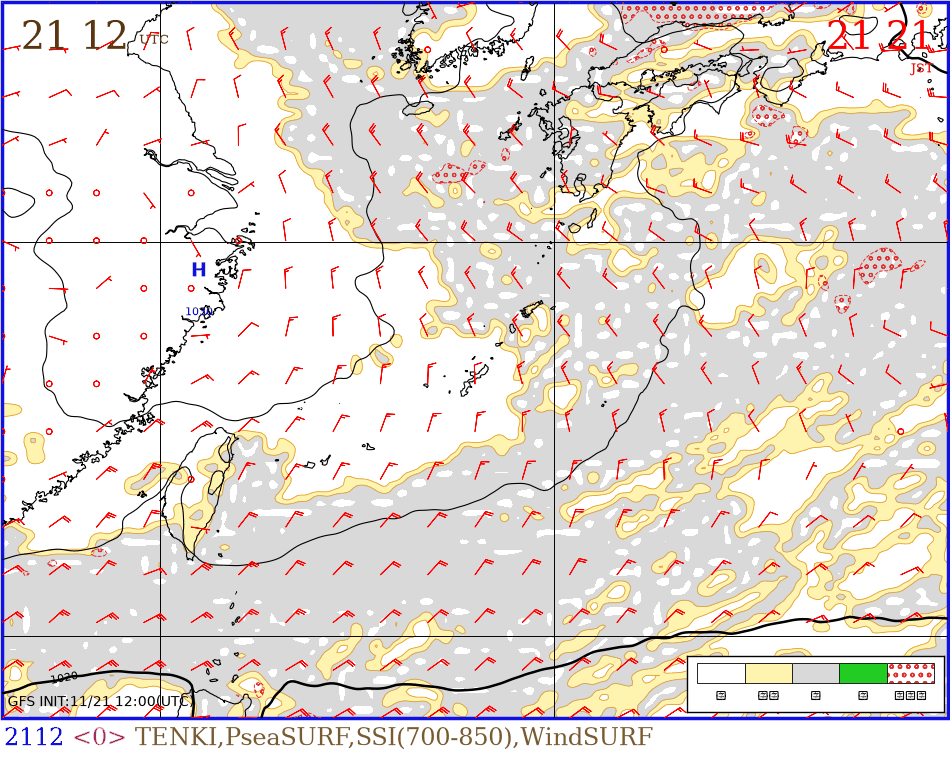 21 12 UTC
21 21
JST
H
1020
GFS INIT:11/21 12:00(UTC)
2112 <0> TENKI,PseaSURF,SSI(700-850),WindSURF